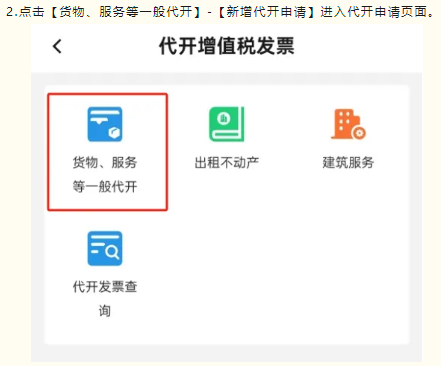 2.点击【货物、服务等一般代开】-【新增代开申请】进入代开申请页面。
代开增值税发票
货物、服务
等一般代开
出租不动产
建筑服务
代开发票查
询